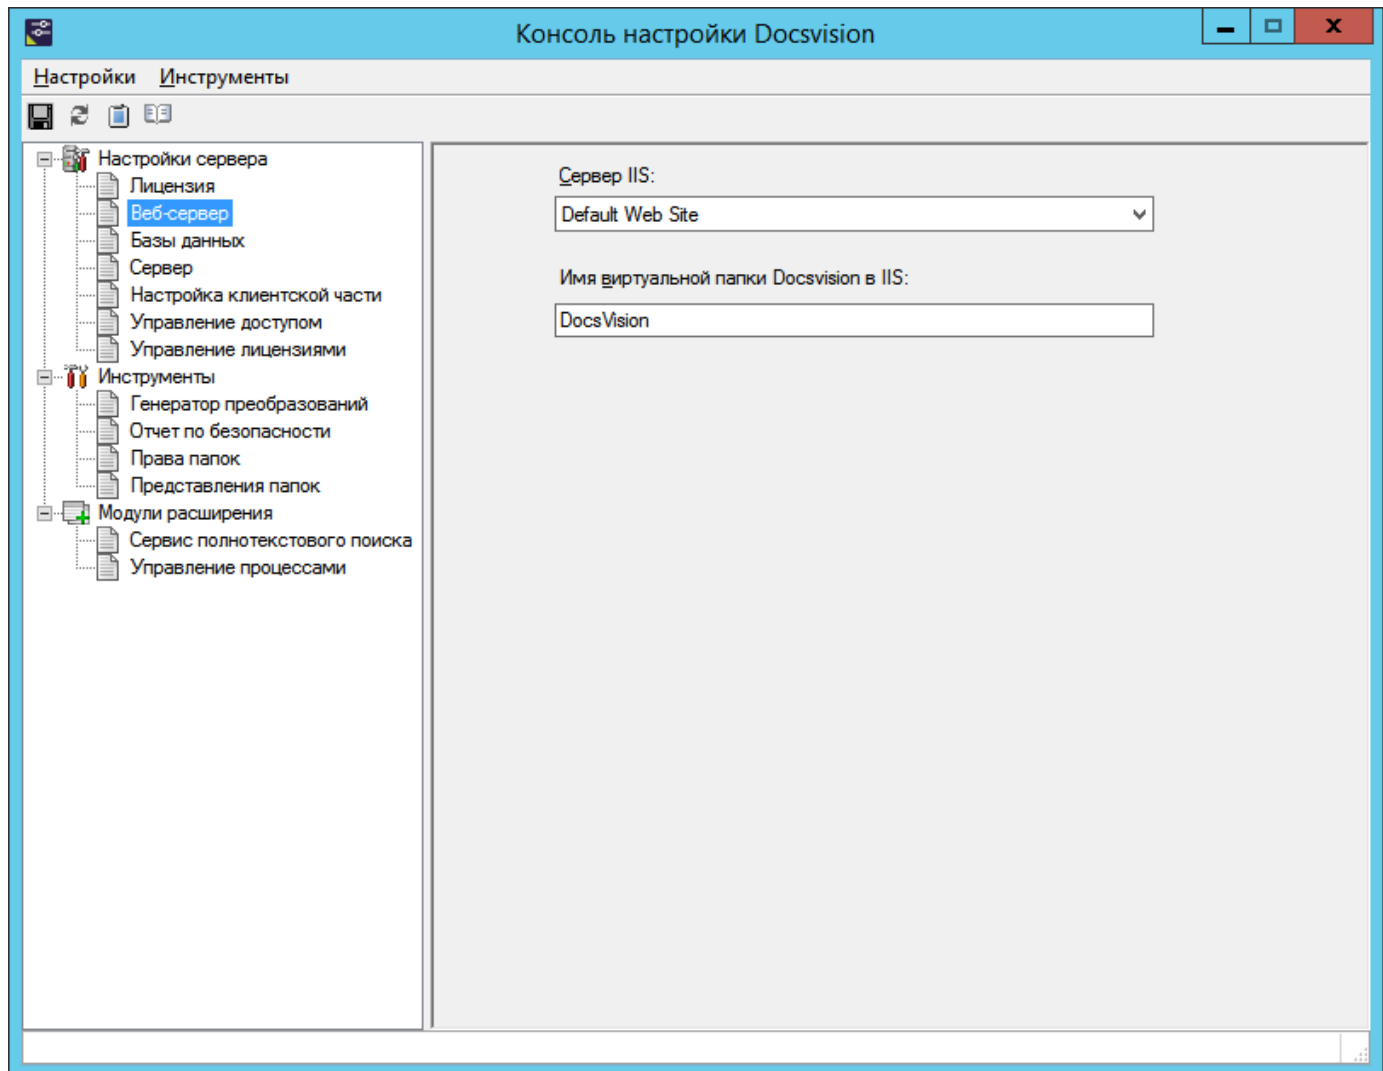 Консоль настройки Docsvision
Настройки Инструменты
Настройки сервера
Лицензия
Веб-сервер
Базы данных
Сервер
Настройка клиентской части
Управление доступом
Управление лицензиями
Инструменты
Генератор преобразований
Отчет по безопасности
Права папок
Представления папок
Модули расширения
Сервис полнотекстового поиска
Управление процессами
Сервер IIS:
Default Web Site
Имя виртуальной папки Docsvision в IIS:
DocsVision